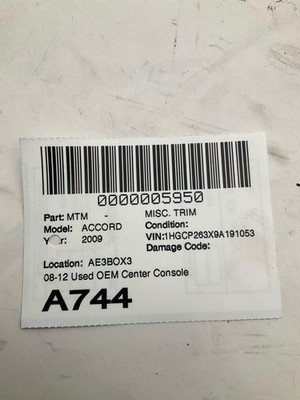 0000005950
Part: MTM - MISC. TRIM
Model: ACCORD Condition:
Year: 2009 VIN:1HGCP263X9A191053
Damage Code:
Location: AE3BOX3
08-12 Used OEM Center Console
A744